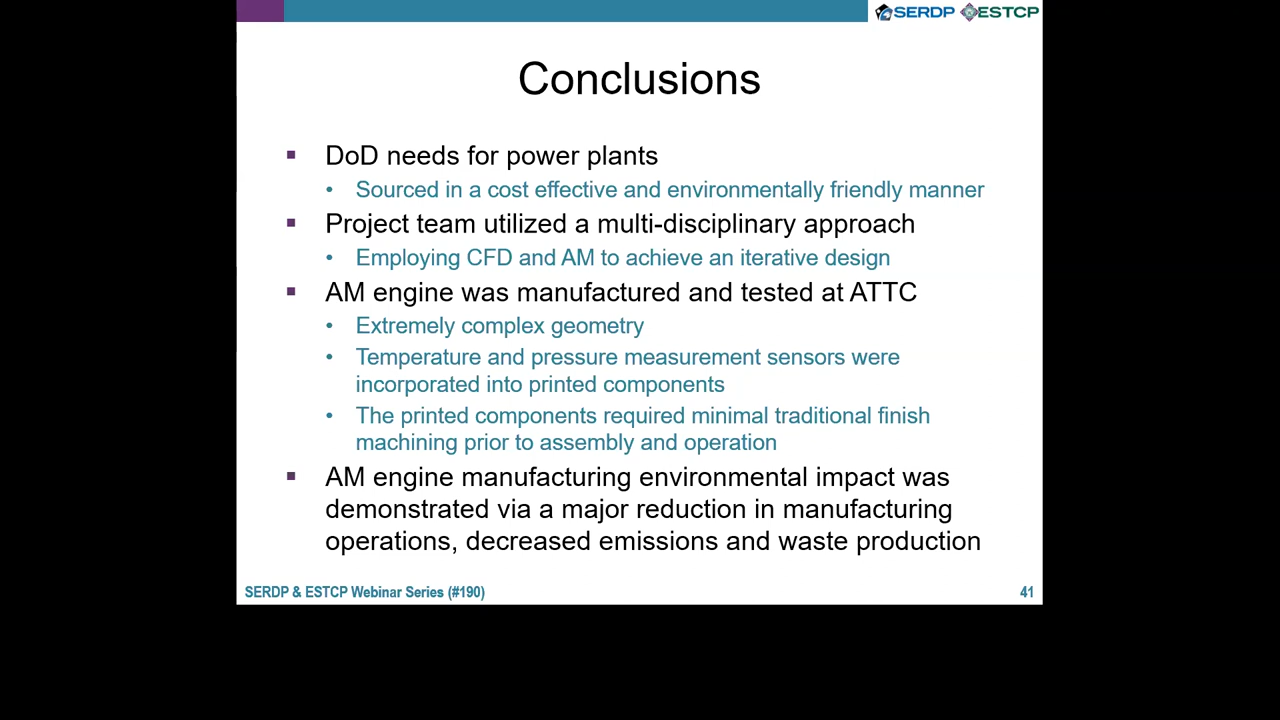 SERDP ESTCP
Conclusions
▪ DoD needs for power plants
• Sourced in a cost effective and environmentally friendly manner
▪ Project team utilized a multi-disciplinary approach
• Employing CFD and AM to achieve an iterative design
▪ AM engine was manufactured and tested at ATTC
• Extremely complex geometry
• Temperature and pressure measurement sensors were
incorporated into printed components
• The printed components required minimal traditional finish
machining prior to assembly and operation
▪ AM engine manufacturing environmental impact was
demonstrated via a major reduction in manufacturing
operations, decreased emissions and waste production
SERDP & ESTCP Webinar Series (#190) 41